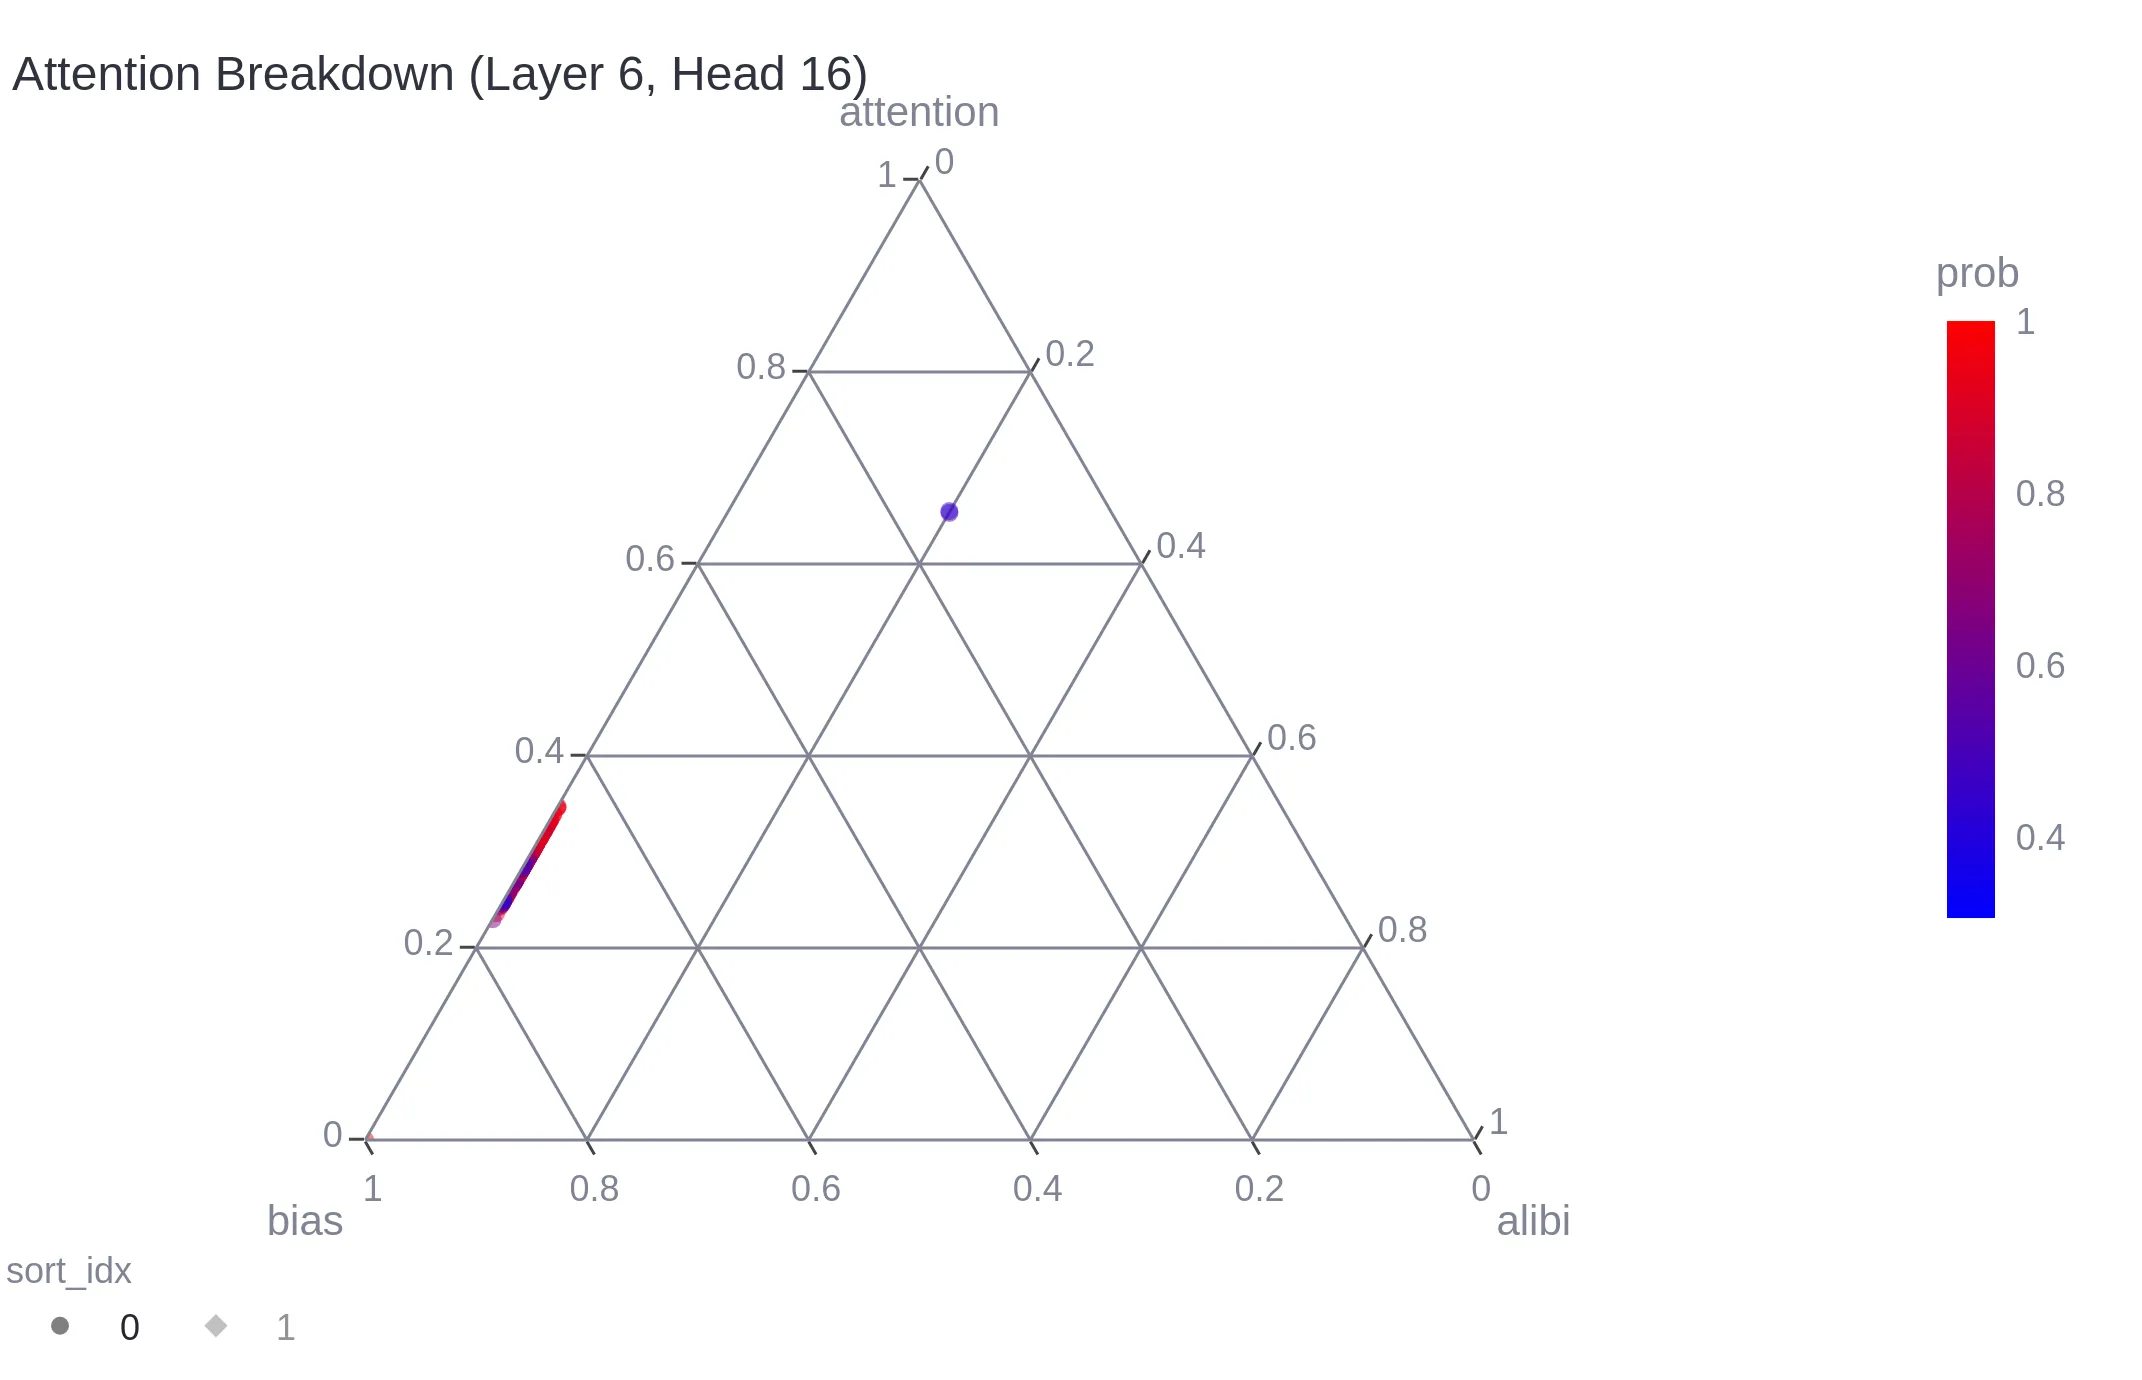 Attention Breakdown (Layer 6, Head 16)
attention
1 0
0.8 0.2
0.6 0.4
0.4 0.6
0.2 0.8
0 1
1 0.8 0.6 0.4 0.2 0
bias alibi
prob
1
0.8
0.6
0.4
sort_idx
0 1